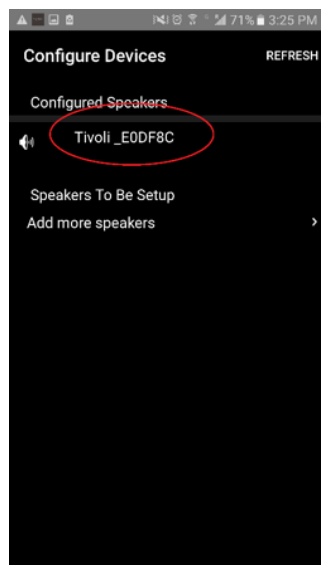 71% 3:25 PM
Configure Devices REFRESH
Configured Speakers
Tivoli _E0DF8C
Speakers To Be Setup
Add more speakers